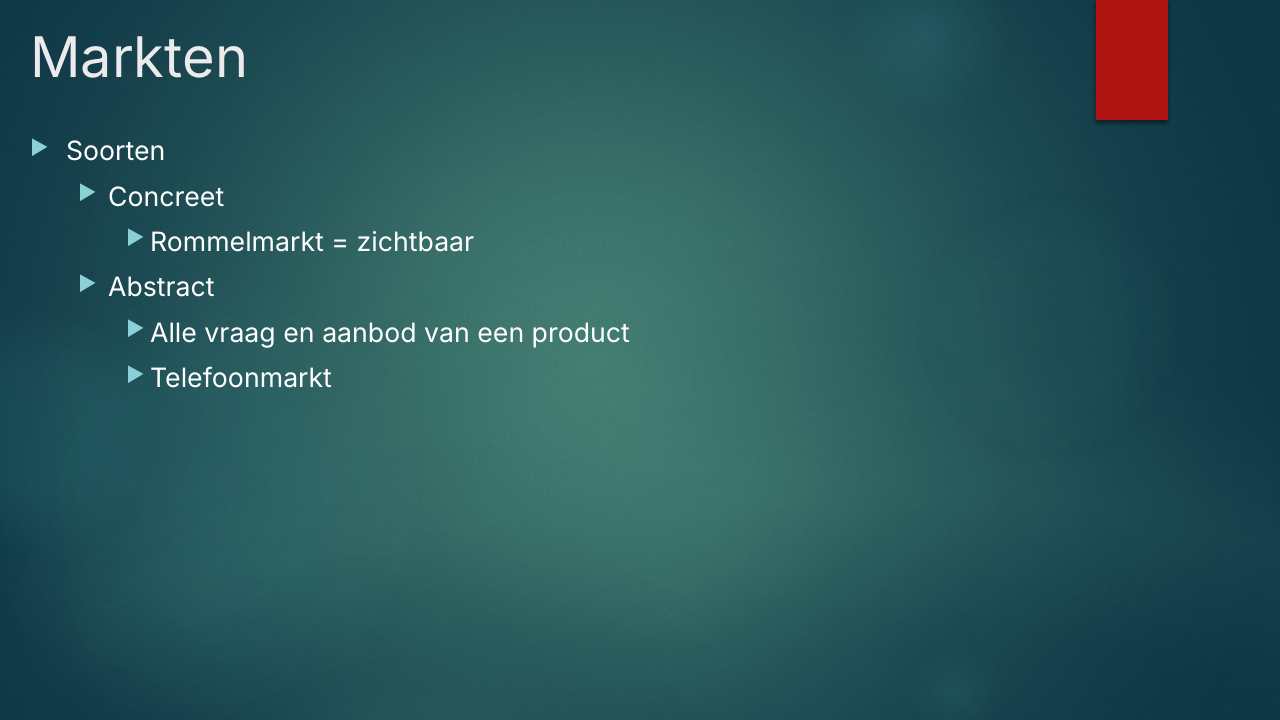 Markten
Soorten
Concreet
Rommelmarkt = zichtbaar
Abstract
Alle vraag en aanbod van een product
Telefoonmarkt